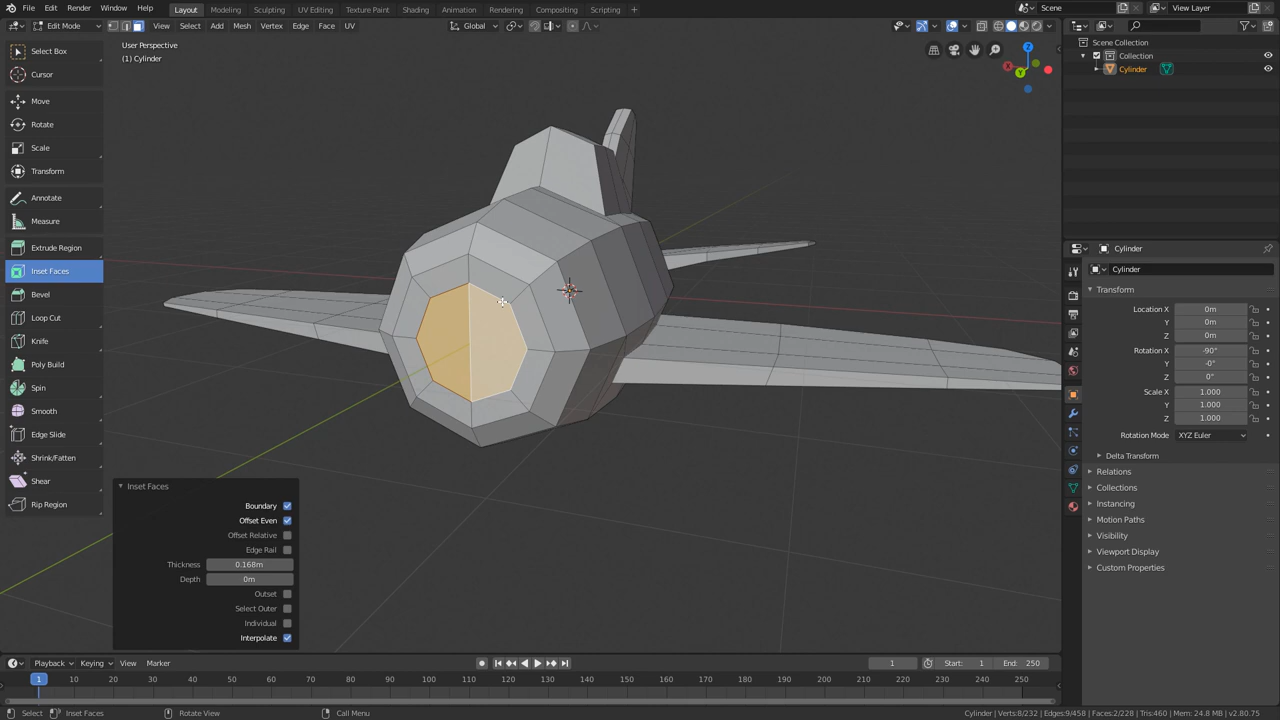 File Edit Render Window Help Layout Modeling Sculpting UV Editing Texture Paint Shading Animation Rendering Compositing Scripting Scene View Layer
Edit Mode View Select Add Mesh Vertex Edge Face UV Global
User Perspective
(1) Cylinder
Select Box
Cursor
Move
Rotate
Scale
Transform
Annotate
Measure
Extrude Region
Inset Faces
Bevel
Loop Cut
Knife
Poly Build
Spin
Smooth
Edge Slide
Shrink/Fatten
Shear
Rip Region
Z
X
Y
Inset Faces
Boundary
Offset Even
Offset Relative
Edge Rail
Thickness 0.168m
Depth 0m
Outset
Select Outer
Individual
Interpolate
Scene Collection
Collection
Cylinder
Cylinder
Cylinder
Transform
Location X 0m
Y 0m
Z 0m
Rotation X -90°
Y -0°
Z 0°
Scale X 1.000
Y 1.000
Z 1.000
Rotation Mode XYZ Euler
Delta Transform
Relations
Collections
Instancing
Motion Paths
Visibility
Viewport Display
Custom Properties
Playback Keying View Marker 1 Start: 1 End: 250
1 10 20 30 40 50 60 70 80 90 100 110 120 130 140 150 160 170 180 190 200 210 220 230 240 250
Select Inset Faces Rotate View Call Menu Cylinder | Verts:8/232 | Edges:9/458 | Faces:2/228 | Tris:460 | Mem: 24.8 MB | v2.80.75